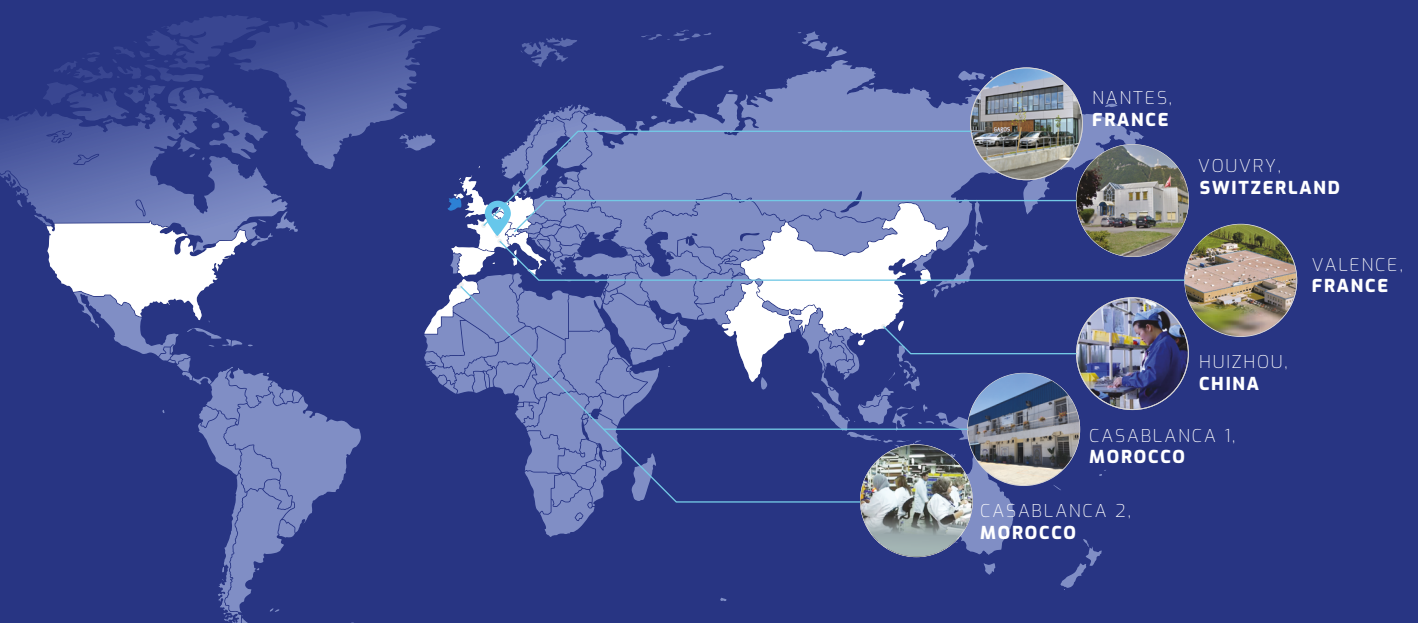 NANTES,
FRANCE
VOUVRY,
SWITZERLAND
VALENCE,
FRANCE
HUIZHOU,
CHINA
CASABLANCA 1,
MOROCCO
CASABLANCA 2,
MOROCCO